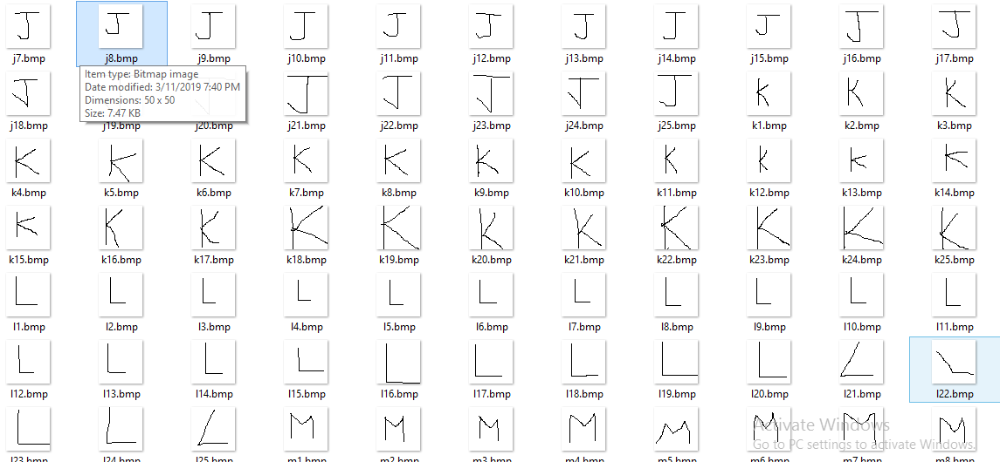 J J J J J J J J J J J
j7.bmp j8.bmp j9.bmp j10.bmp j11.bmp j12.bmp j13.bmp j14.bmp j15.bmp j16.bmp j17.bmp
Item type: Bitmap image
Date modified: 3/11/2019 7:40 PM
Dimensions: 50 x 50
Size: 7.47 KB
J J J J J J K K K
j18.bmp j19.bmp j20.bmp j21.bmp j22.bmp j23.bmp j24.bmp j25.bmp k1.bmp k2.bmp k3.bmp
K K K K K K K K K K K
k4.bmp k5.bmp k6.bmp k7.bmp k8.bmp k9.bmp k10.bmp k11.bmp k12.bmp k13.bmp k14.bmp
K K K K K K K K K K K
k15.bmp k16.bmp k17.bmp k18.bmp k19.bmp k20.bmp k21.bmp k22.bmp k23.bmp k24.bmp k25.bmp
L L L L L L L L L L L
l1.bmp l2.bmp l3.bmp l4.bmp l5.bmp l6.bmp l7.bmp l8.bmp l9.bmp l10.bmp l11.bmp
L L L L L L L L L L L
l12.bmp l13.bmp l14.bmp l15.bmp l16.bmp l17.bmp l18.bmp l19.bmp l20.bmp l21.bmp l22.bmp
L L L M M M M M M M M
Activate Windows
Go to PC settings to activate Windows.
l23.bmp l24.bmp l25.bmp m1.bmp m2.bmp m3.bmp m4.bmp m5.bmp m6.bmp m7.bmp m8.bmp